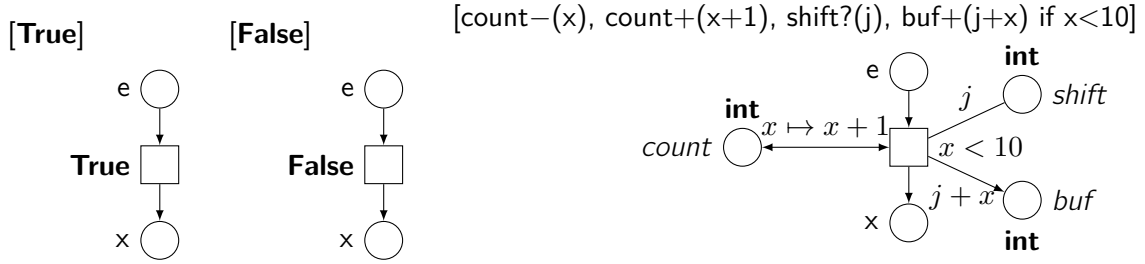 [count−(x), count+(x+1), shift?(j), buf+(j+x) if x<10]
[True]
[False]
e
True
x
e
False
x
int
count
x ↦ x + 1
e
j
int
shift
x < 10
j + x
buf
int
x